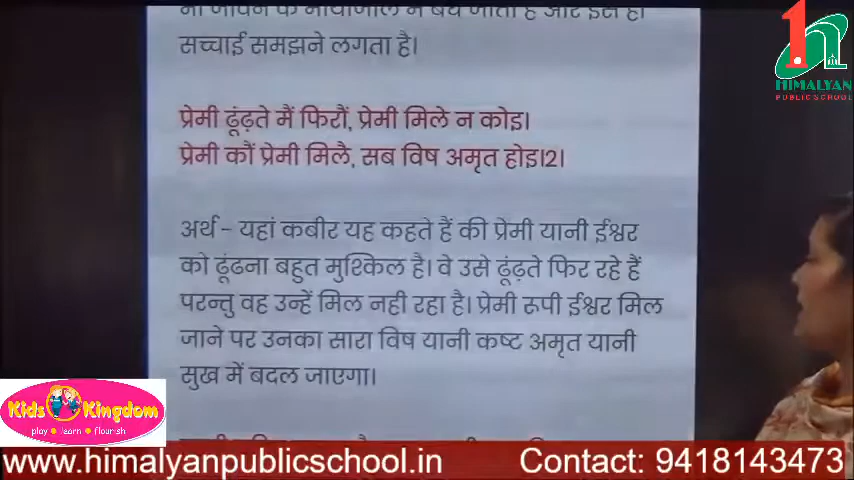 सच्चाई समझने लगता है।
प्रेमी ढूंढ़ते मैं फिरौं, प्रेमी मिले न कोइ।
प्रेमी कौं प्रेमी मिलै, सब विष अमृत होइ।2।
अर्थ - यहां कबीर यह कहते हैं की प्रेमी यानी ईश्वर
को ढूंढना बहुत मुश्किल है। वे उसे ढूंढ़ते फिर रहे हैं
परन्तु वह उन्हें मिल नही रहा है। प्रेमी रूपी ईश्वर मिल
जाने पर उनका सारा विष यानी कष्ट अमृत यानी
सुख में बदल जाएगा।
1
HIMALYAN
PUBLIC SCHOOL
Kids Kingdom
play • learn • flourish
www.himalyanpublicschool.in Contact: 9418143473